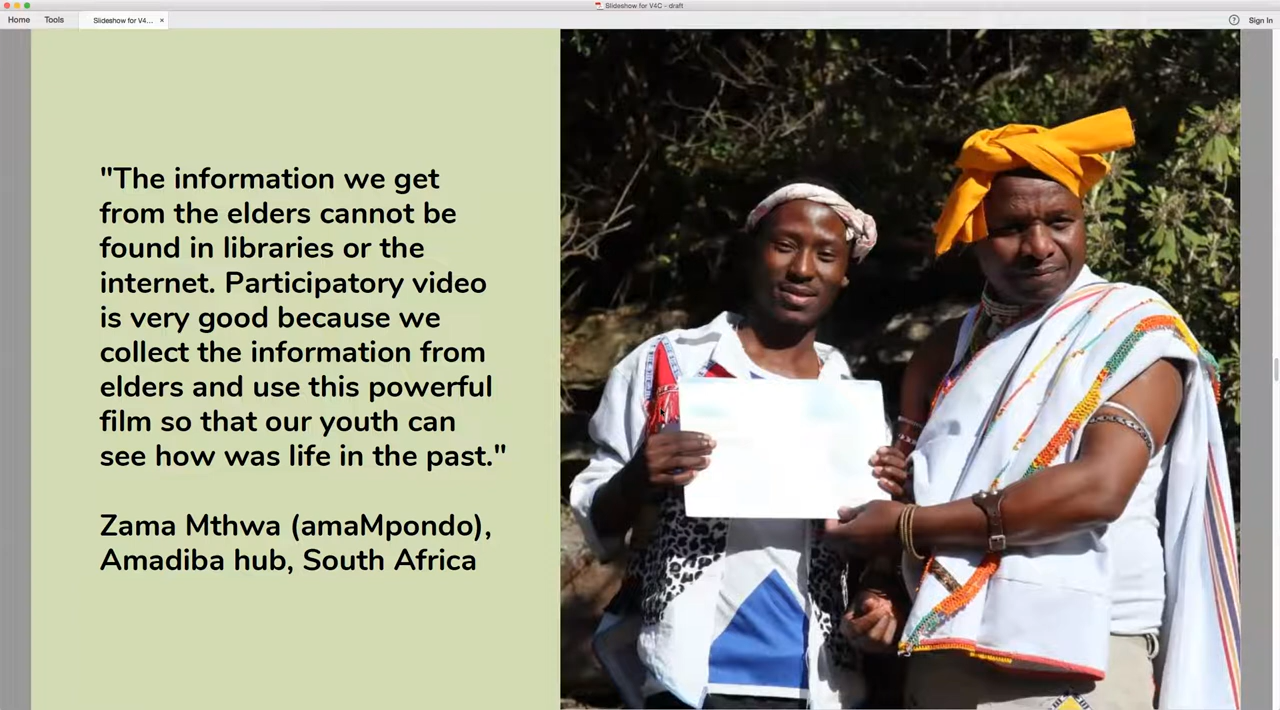 Slideshow for V4C - draft
Home Tools Slideshow for V4... × ? Sign In
"The information we get
from the elders cannot be
found in libraries or the
internet. Participatory video
is very good because we
collect the information from
elders and use this powerful
film so that our youth can
see how was life in the past."
Zama Mthwa (amaMpondo),
Amadiba hub, South Africa